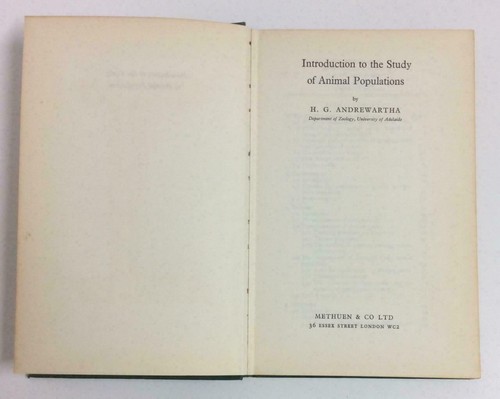 Introduction to the Study
of Animal Populations
by
H. G. ANDREWARTHA
Department of Zoology, University of Adelaide
METHUEN & CO LTD
36 ESSEX STREET LONDON WC2